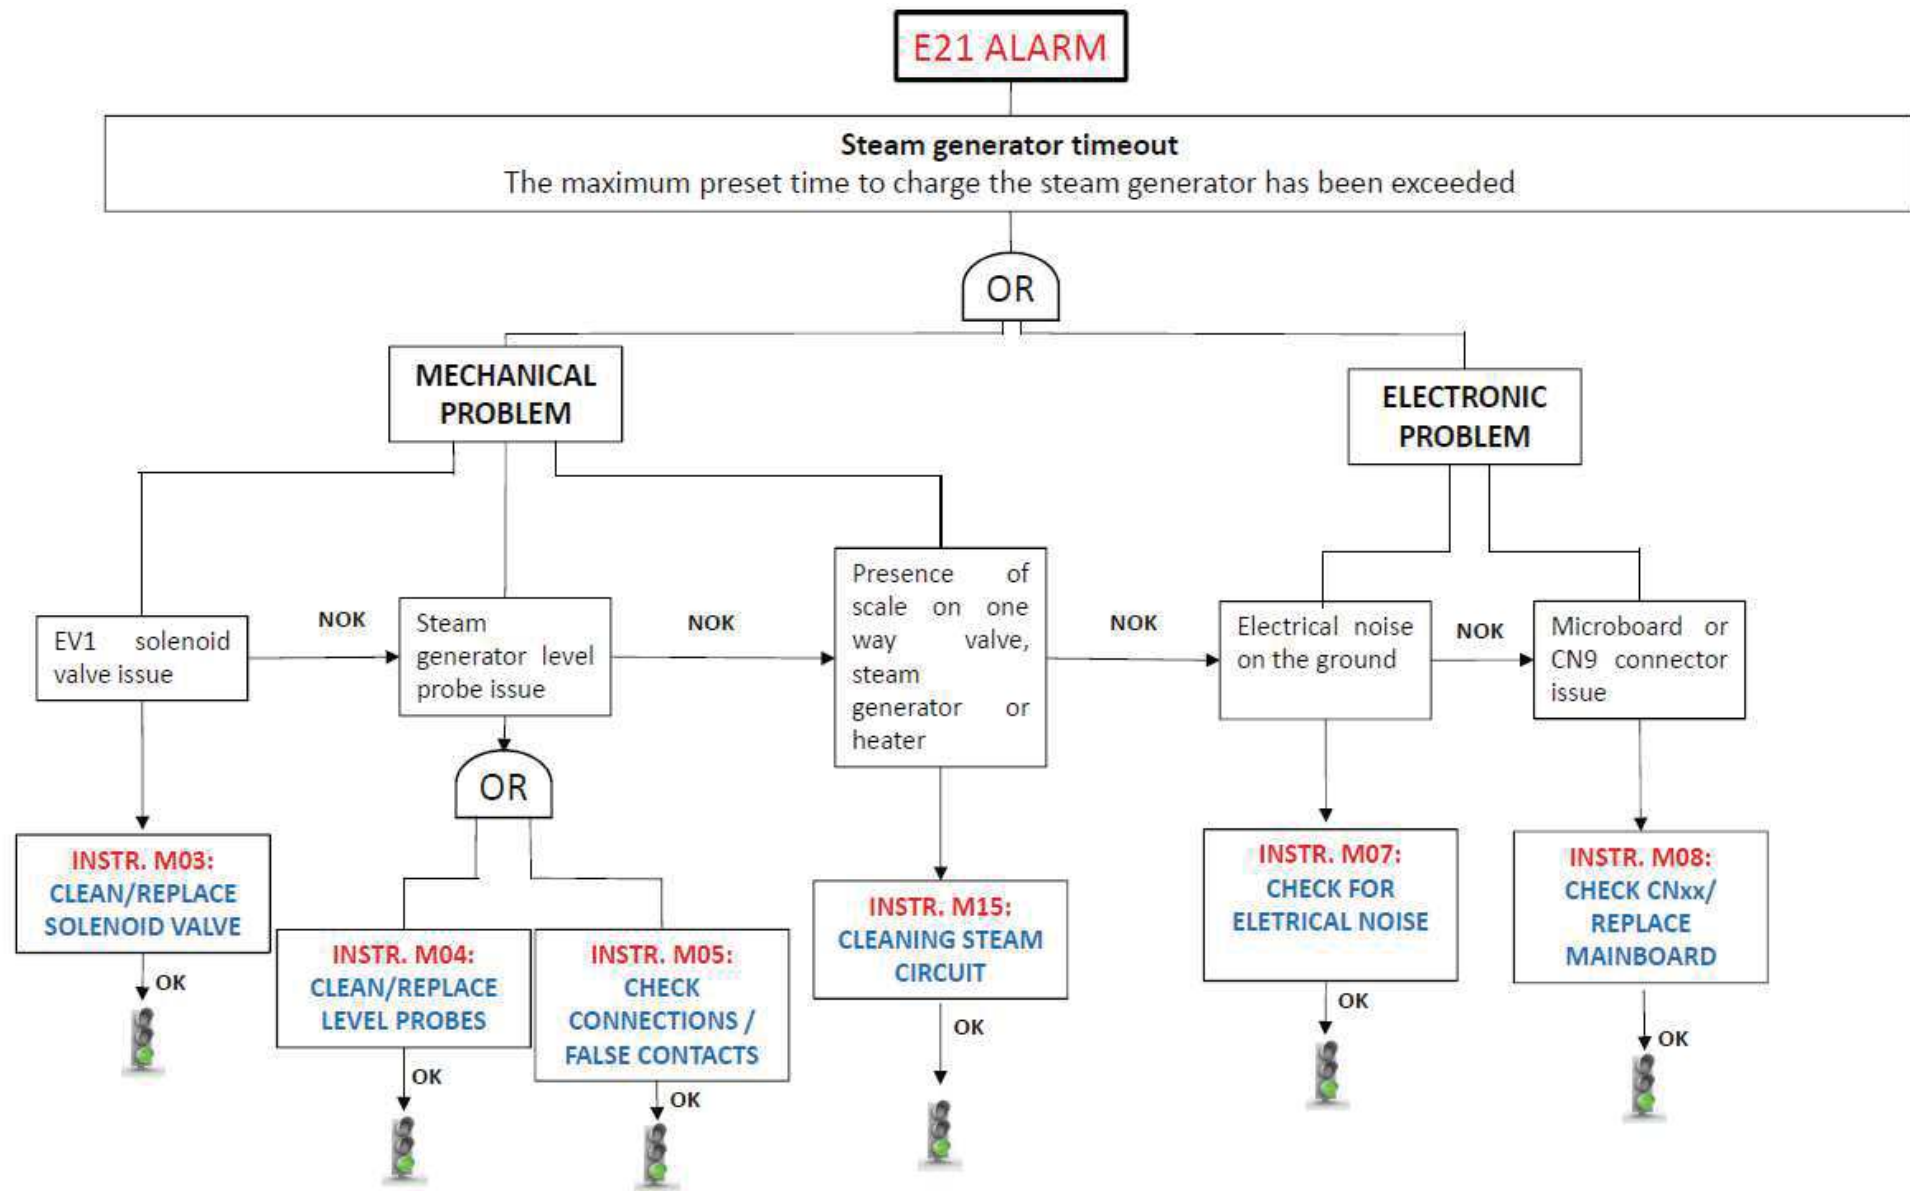 E21 ALARM
Steam generator timeout
The maximum preset time to charge the steam generator has been exceeded
OR
MECHANICAL
PROBLEM
ELECTRONIC
PROBLEM
EV1 solenoid
valve issue
NOK
Steam
generator level
probe issue
NOK
Presence of
scale on one
way valve,
steam
generator or
heater
NOK
Electrical noise
on the ground
NOK
Microboard or
CN9 connector
issue
OR
INSTR. M03:
CLEAN/REPLACE
SOLENOID VALVE
OK
INSTR. M04:
CLEAN/REPLACE
LEVEL PROBES
OK
INSTR. M05:
CHECK
CONNECTIONS /
FALSE CONTACTS
OK
INSTR. M15:
CLEANING STEAM
CIRCUIT
OK
INSTR. M07:
CHECK FOR
ELETRICAL NOISE
OK
INSTR. M08:
CHECK CNxx/
REPLACE
MAINBOARD
OK